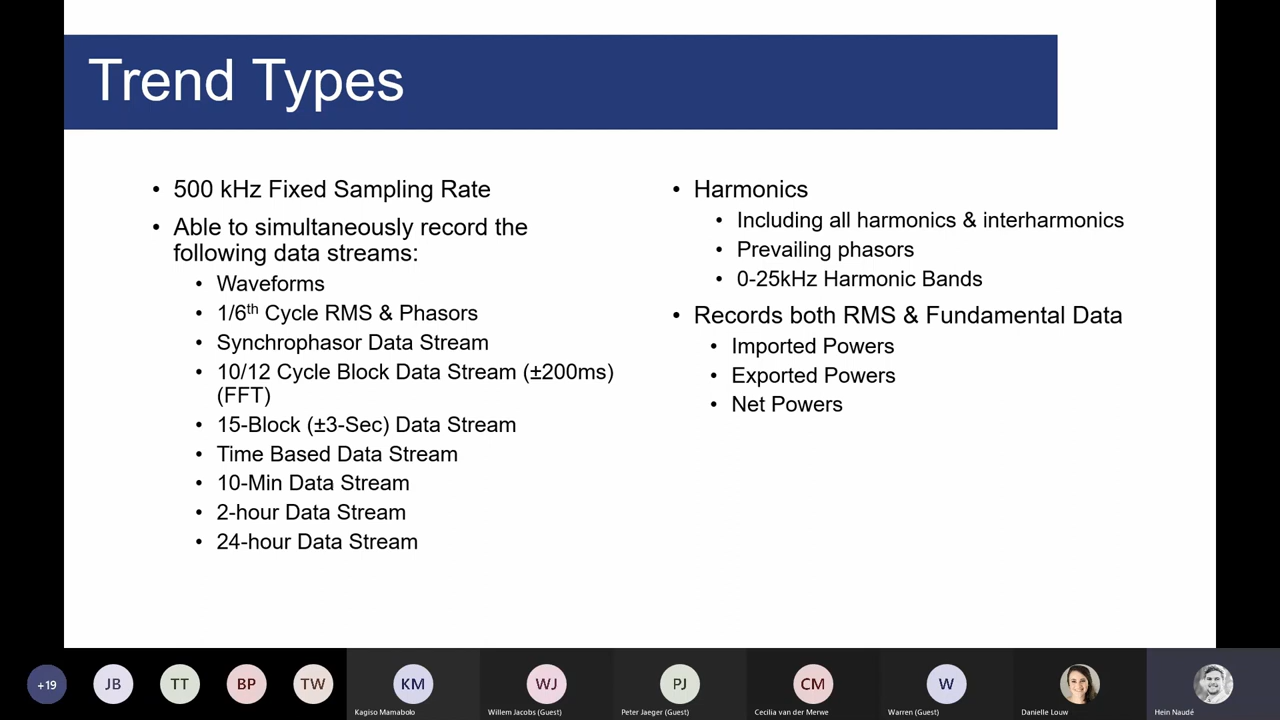 Trend Types
• 500 kHz Fixed Sampling Rate
• Able to simultaneously record the
following data streams:
• Waveforms
• 1/6th Cycle RMS & Phasors
• Synchrophasor Data Stream
• 10/12 Cycle Block Data Stream (±200ms)
(FFT)
• 15-Block (±3-Sec) Data Stream
• Time Based Data Stream
• 10-Min Data Stream
• 2-hour Data Stream
• 24-hour Data Stream
• Harmonics
• Including all harmonics & interharmonics
• Prevailing phasors
• 0-25kHz Harmonic Bands
• Records both RMS & Fundamental Data
• Imported Powers
• Exported Powers
• Net Powers
+19 JB TT BP TW KM WJ PJ CM W
Kagiso Mamabolo Willem Jacobs (Guest) Peter Jaeger (Guest) Cecilia van der Merwe Warren (Guest) Danielle Louw Hein Naudé